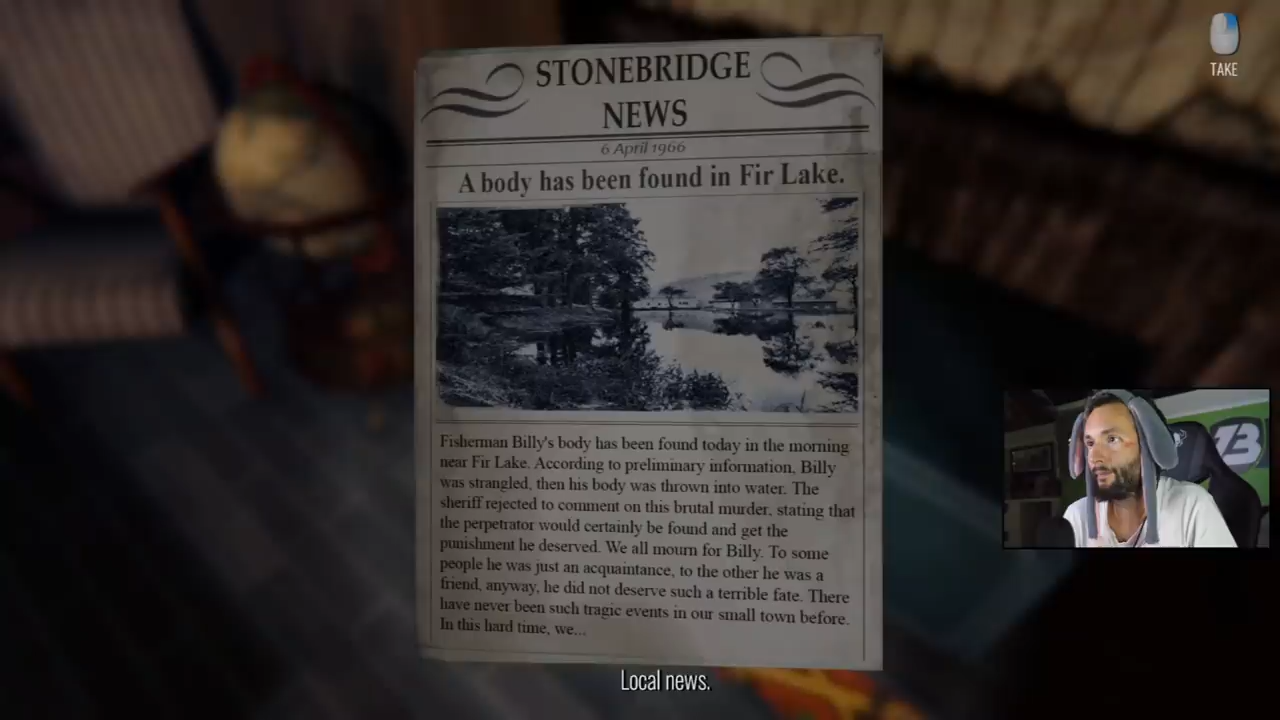 TAKE
STONEBRIDGE
NEWS
6 April 1966
A body has been found in Fir Lake.
Fisherman Billy's body has been found today in the morning
near Fir Lake. According to preliminary information, Billy
was strangled, then his body was thrown into water. The
sheriff rejected to comment on this brutal murder, stating that
the perpetrator would certainly be found and get the
punishment he deserved. We all mourn for Billy. To some
people he was just an acquaintance, to the other he was a
friend, anyway, he did not deserve such a terrible fate. There
have never been such tragic events in our small town before.
In this hard time, we...
Local news.